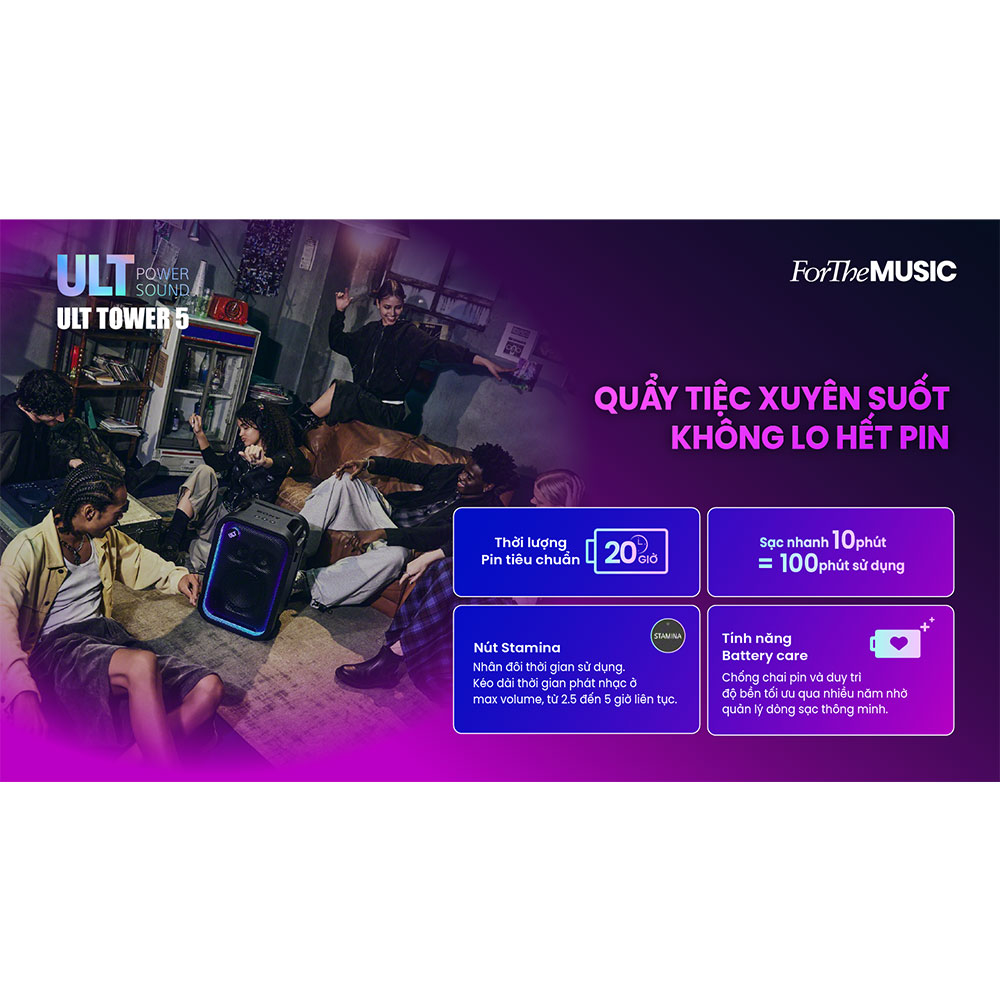 ULT POWER
SOUND
ULT TOWER 5
ForTheMUSIC
QUẨY TIỆC XUYÊN SUỐT
KHÔNG LO HẾT PIN
Thời lượng
Pin tiêu chuẩn
20 GIỜ
Sạc nhanh 10phút
= 100phút sử dụng
Nút Stamina
STAMINA
Nhân đôi thời gian sử dụng.
Kéo dài thời gian phát nhạc ở
max volume, từ 2.5 đến 5 giờ liên tục.
Tính năng
Battery care
Chống chai pin và duy trì
độ bền tối ưu qua nhiều năm nhờ
quản lý dòng sạc thông minh.